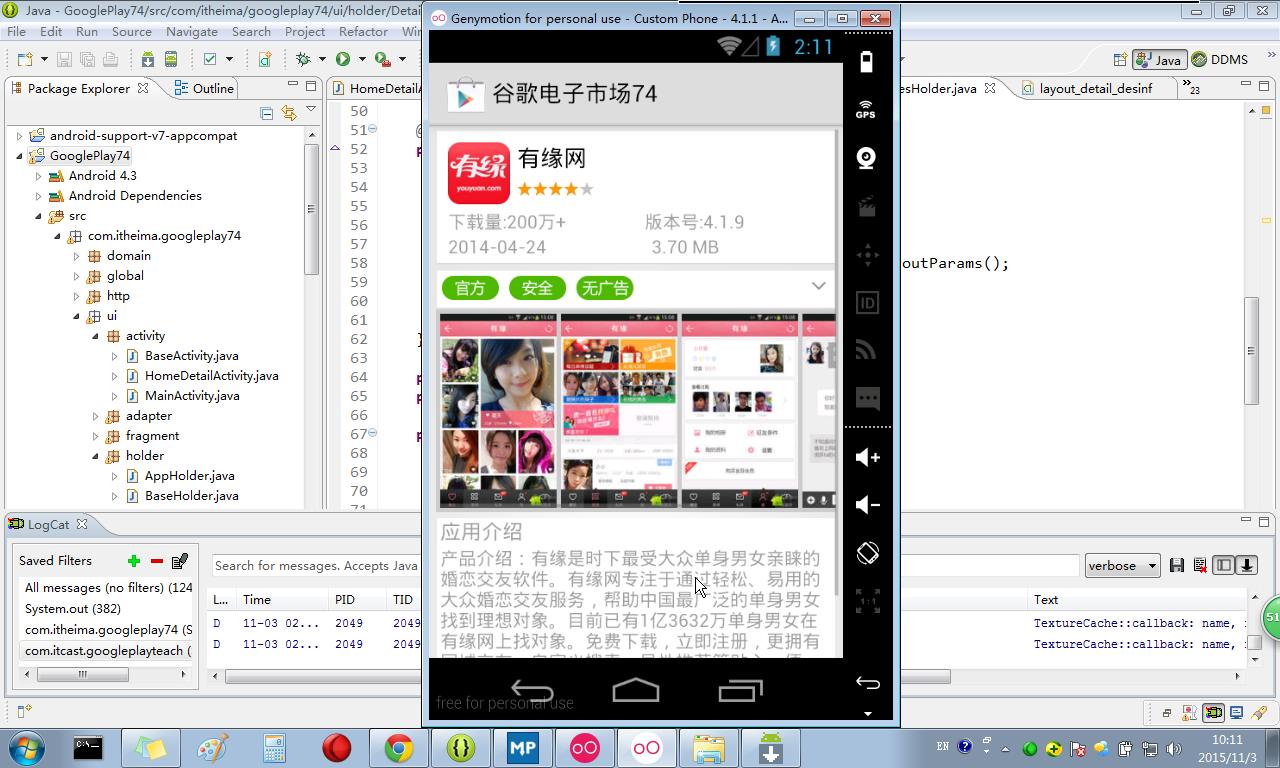 Java - GooglePlay74/src/com/itheima/googleplay74/ui/holder/Detai
Genymotion for personal use - Custom Phone - 4.1.1 - A...
File Edit Run Source Navigate Search Project Refactor Win
Java
DDMS
Package Explorer
Outline
HomeDetailA
esHolder.java
layout_detail_desinf
23
android-support-v7-appcompat
GooglePlay74
Android 4.3
Android Dependencies
src
com.itheima.googleplay74
domain
global
http
ui
activity
BaseActivity.java
HomeDetailActivity.java
MainActivity.java
fragment
holder
AppHolder.java
BaseHolder.java
50
51
52
53
54
55
56
57
58
59
60
61
62
63
64
65
66
67
68
69
70
outParams();
2:11
谷歌电子市场74
有缘
youyuan.com
有缘网
下载量:200万+
版本号:4.1.9
2014-04-24
3.70 MB
官方
安全
无广告
有缘
有缘
15:08
15:08
15:08
应用介绍
产品介绍：有缘是时下最受大众单身男女亲睐的
婚恋交友软件。有缘网专注于通过轻松、易用的
大众婚恋交友服务，帮助中国最广泛的单身男女
找到理想对象。目前已有1亿3632万单身男女在
有缘网上找对象。免费下载，立即注册，更拥有
free for personal use
GPS
ID
1:1
LogCat
Saved Filters
All messages (no filters) (124
System.out (382)
com.itheima.googleplay74 (S
com.googleplayteach (
Search for messages. Accepts Java
verbose
L... Time PID TID
Text
D 11-03 02... 2049 2049
TextureCache::callback: name,
D 11-03 02... 2049 2049
TextureCache::callback: name,
51
MP
EN
10:11
2015/11/3